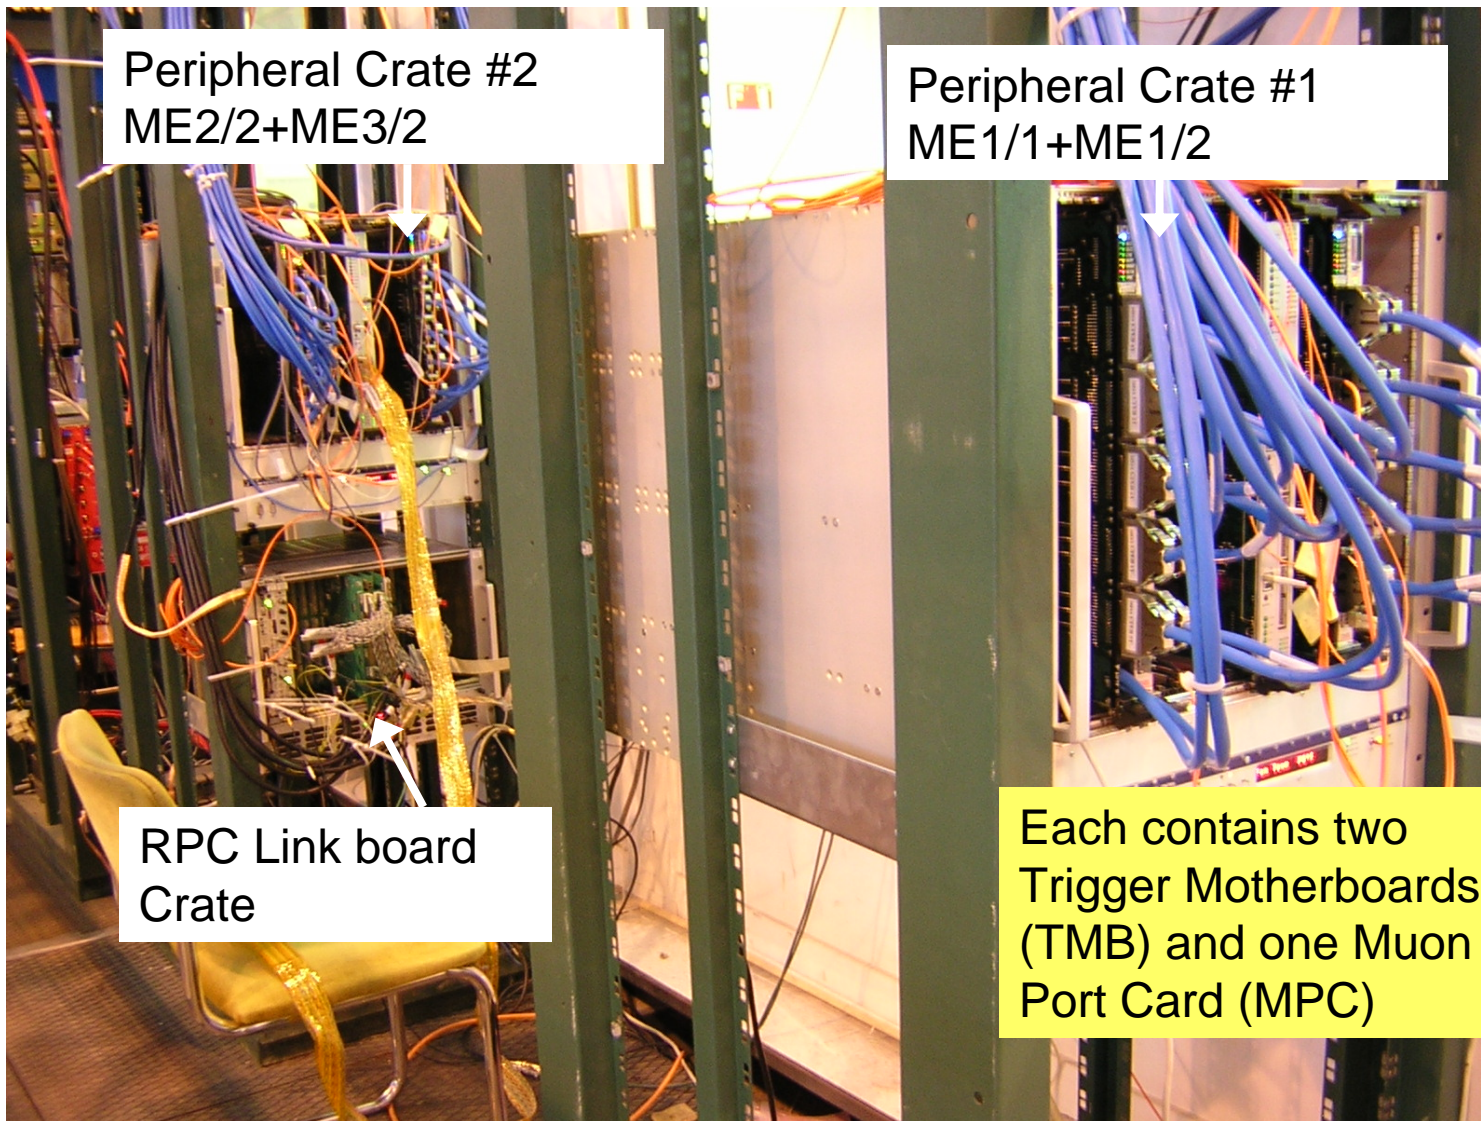 Peripheral Crate #2
ME2/2+ME3/2
Peripheral Crate #1
ME1/1+ME1/2
RPC Link board
Crate
Each contains two
Trigger Motherboards
(TMB) and one Muon
Port Card (MPC)